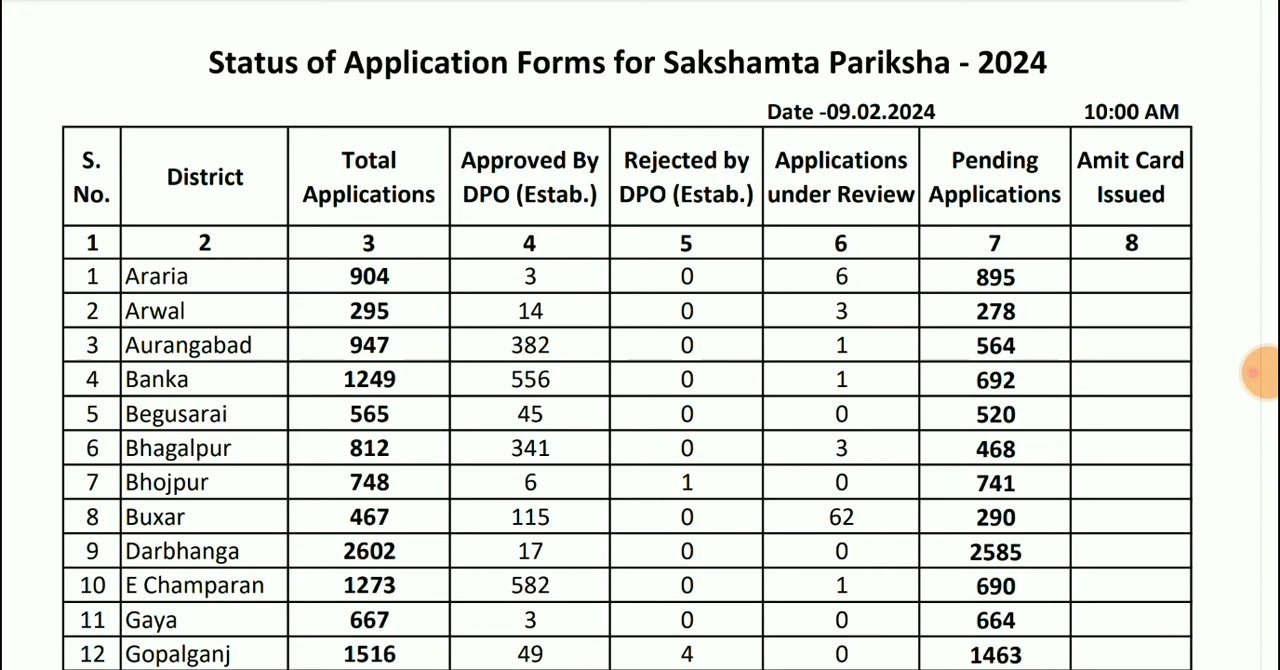 Status of Application Forms for Sakshamta Pariksha - 2024
Date -09.02.2024 10:00 AM
S. No. District Total Applications Approved By DPO (Estab.) Rejected by DPO (Estab.) Applications under Review Pending Applications Amit Card Issued
1 2 3 4 5 6 7 8
1 Araria 904 3 0 6 895
2 Arwal 295 14 0 3 278
3 Aurangabad 947 382 0 1 564
4 Banka 1249 556 0 1 692
5 Begusarai 565 45 0 0 520
6 Bhagalpur 812 341 0 3 468
7 Bhojpur 748 6 1 0 741
8 Buxar 467 115 0 62 290
9 Darbhanga 2602 17 0 0 2585
10 E Champaran 1273 582 0 1 690
11 Gaya 667 3 0 0 664
12 Gopalganj 1516 49 4 0 1463